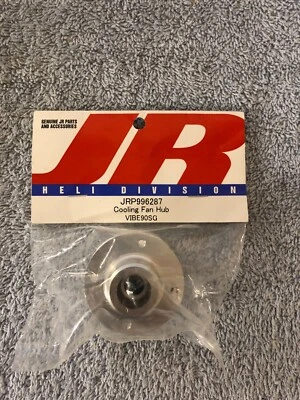 GENUINE JR PARTS
AND ACCESSORIES
JR
HELI DIVISION
JRP996287
Cooling Fan Hub
VIBE90SG